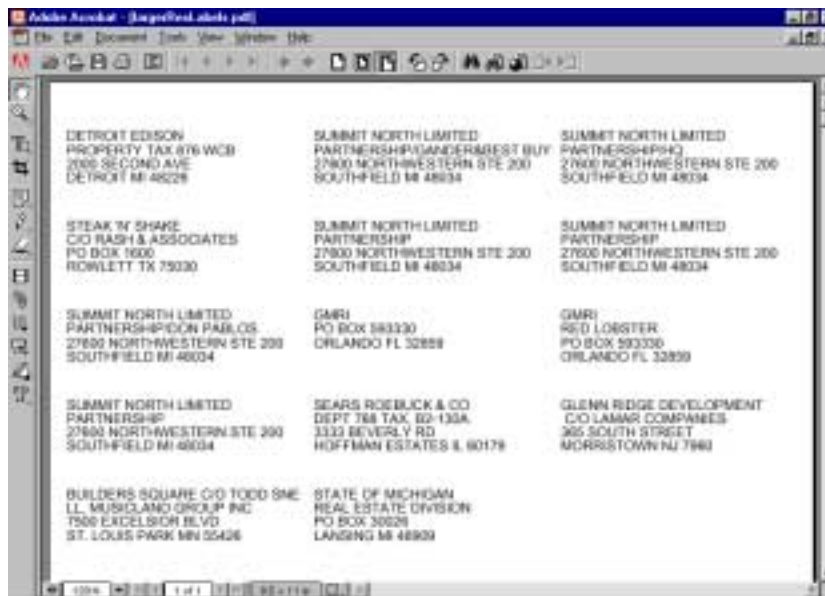 Adobe Acrobat - [largerResLabels.pdf]
File Edit Document Tools View Window Help
DETROIT EDISON
PROPERTY TAX 876 WCB
2000 SECOND AVE
DETROIT MI 48226
SUMMIT NORTH LIMITED
PARTNERSHIP/GANDER&BEST BUY
27600 NORTHWESTERN STE 200
SOUTHFIELD MI 48034
SUMMIT NORTH LIMITED
PARTNERSHIP/HQ
27600 NORTHWESTERN STE 200
SOUTHFIELD MI 48034
STEAK 'N' SHAKE
C/O RASH & ASSOCIATES
PO BOX 1600
ROWLETT TX 75030
SUMMIT NORTH LIMITED
PARTNERSHIP
27600 NORTHWESTERN STE 200
SOUTHFIELD MI 48034
SUMMIT NORTH LIMITED
PARTNERSHIP
27600 NORTHWESTERN STE 200
SOUTHFIELD MI 48034
SUMMIT NORTH LIMITED
PARTNERSHIP/DON PABLOS
27600 NORTHWESTERN STE 200
SOUTHFIELD MI 48034
GMRI
PO BOX 593330
ORLANDO FL 32859
GMRI
RED LOBSTER
PO BOX 593330
ORLANDO FL 32859
SUMMIT NORTH LIMITED
PARTNERSHIP
27600 NORTHWESTERN STE 200
SOUTHFIELD MI 48034
SEARS ROEBUCK & CO
DEPT 768 TAX, B2-130A
3333 BEVERLY RD
HOFFMAN ESTATES IL 60179
GLENN RIDGE DEVELOPMENT
C/O LAMAR COMPANIES
365 SOUTH STREET
MORRISTOWN NJ 7960
BUILDERS SQUARE C/O TODD SNE
LL, MUSICLAND GROUP INC
7500 EXCELSIOR BLVD
ST. LOUIS PARK MN 55426
STATE OF MICHIGAN
REAL ESTATE DIVISION
PO BOX 30026
LANSING MI 48909
1 of 1